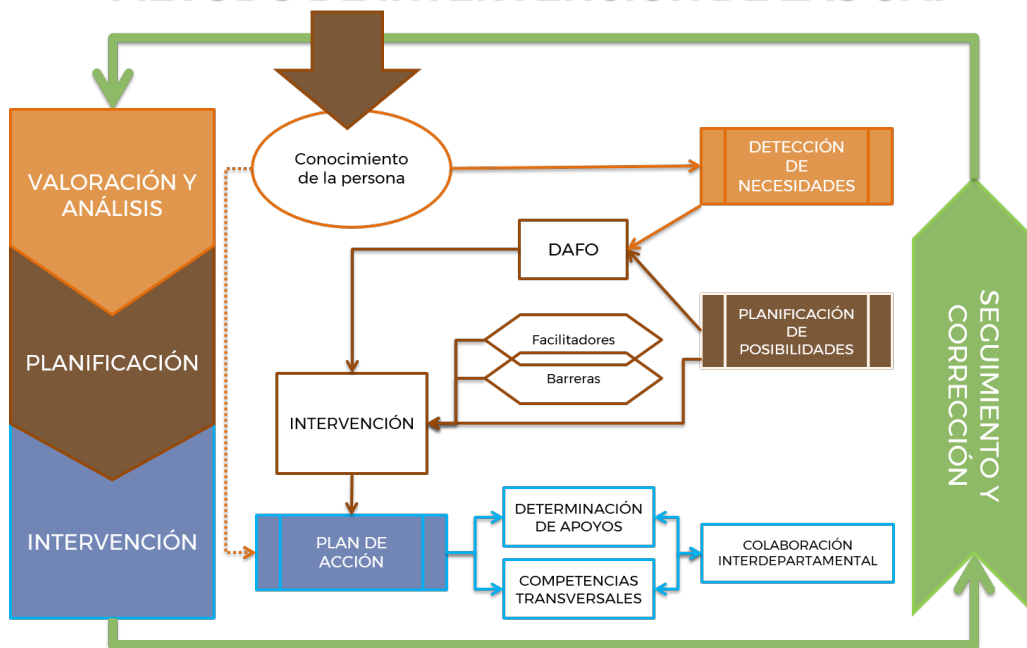 Conocimiento
de la persona
DETECCIÓN
DE
NECESIDADES
VALORACIÓN Y
ANÁLISIS
DAFO
PLANIFICACIÓN
DE
POSIBILIDADES
Facilitadores
Barreras
PLANIFICACIÓN
INTERVENCIÓN
SEGUIMIENTO Y
CORRECCIÓN
DETERMINACIÓN
DE APOYOS
INTERVENCIÓN
PLAN DE
ACCIÓN
COLABORACIÓN
INTERDEPARTAMENTAL
COMPETENCIAS
TRANSVERSALES